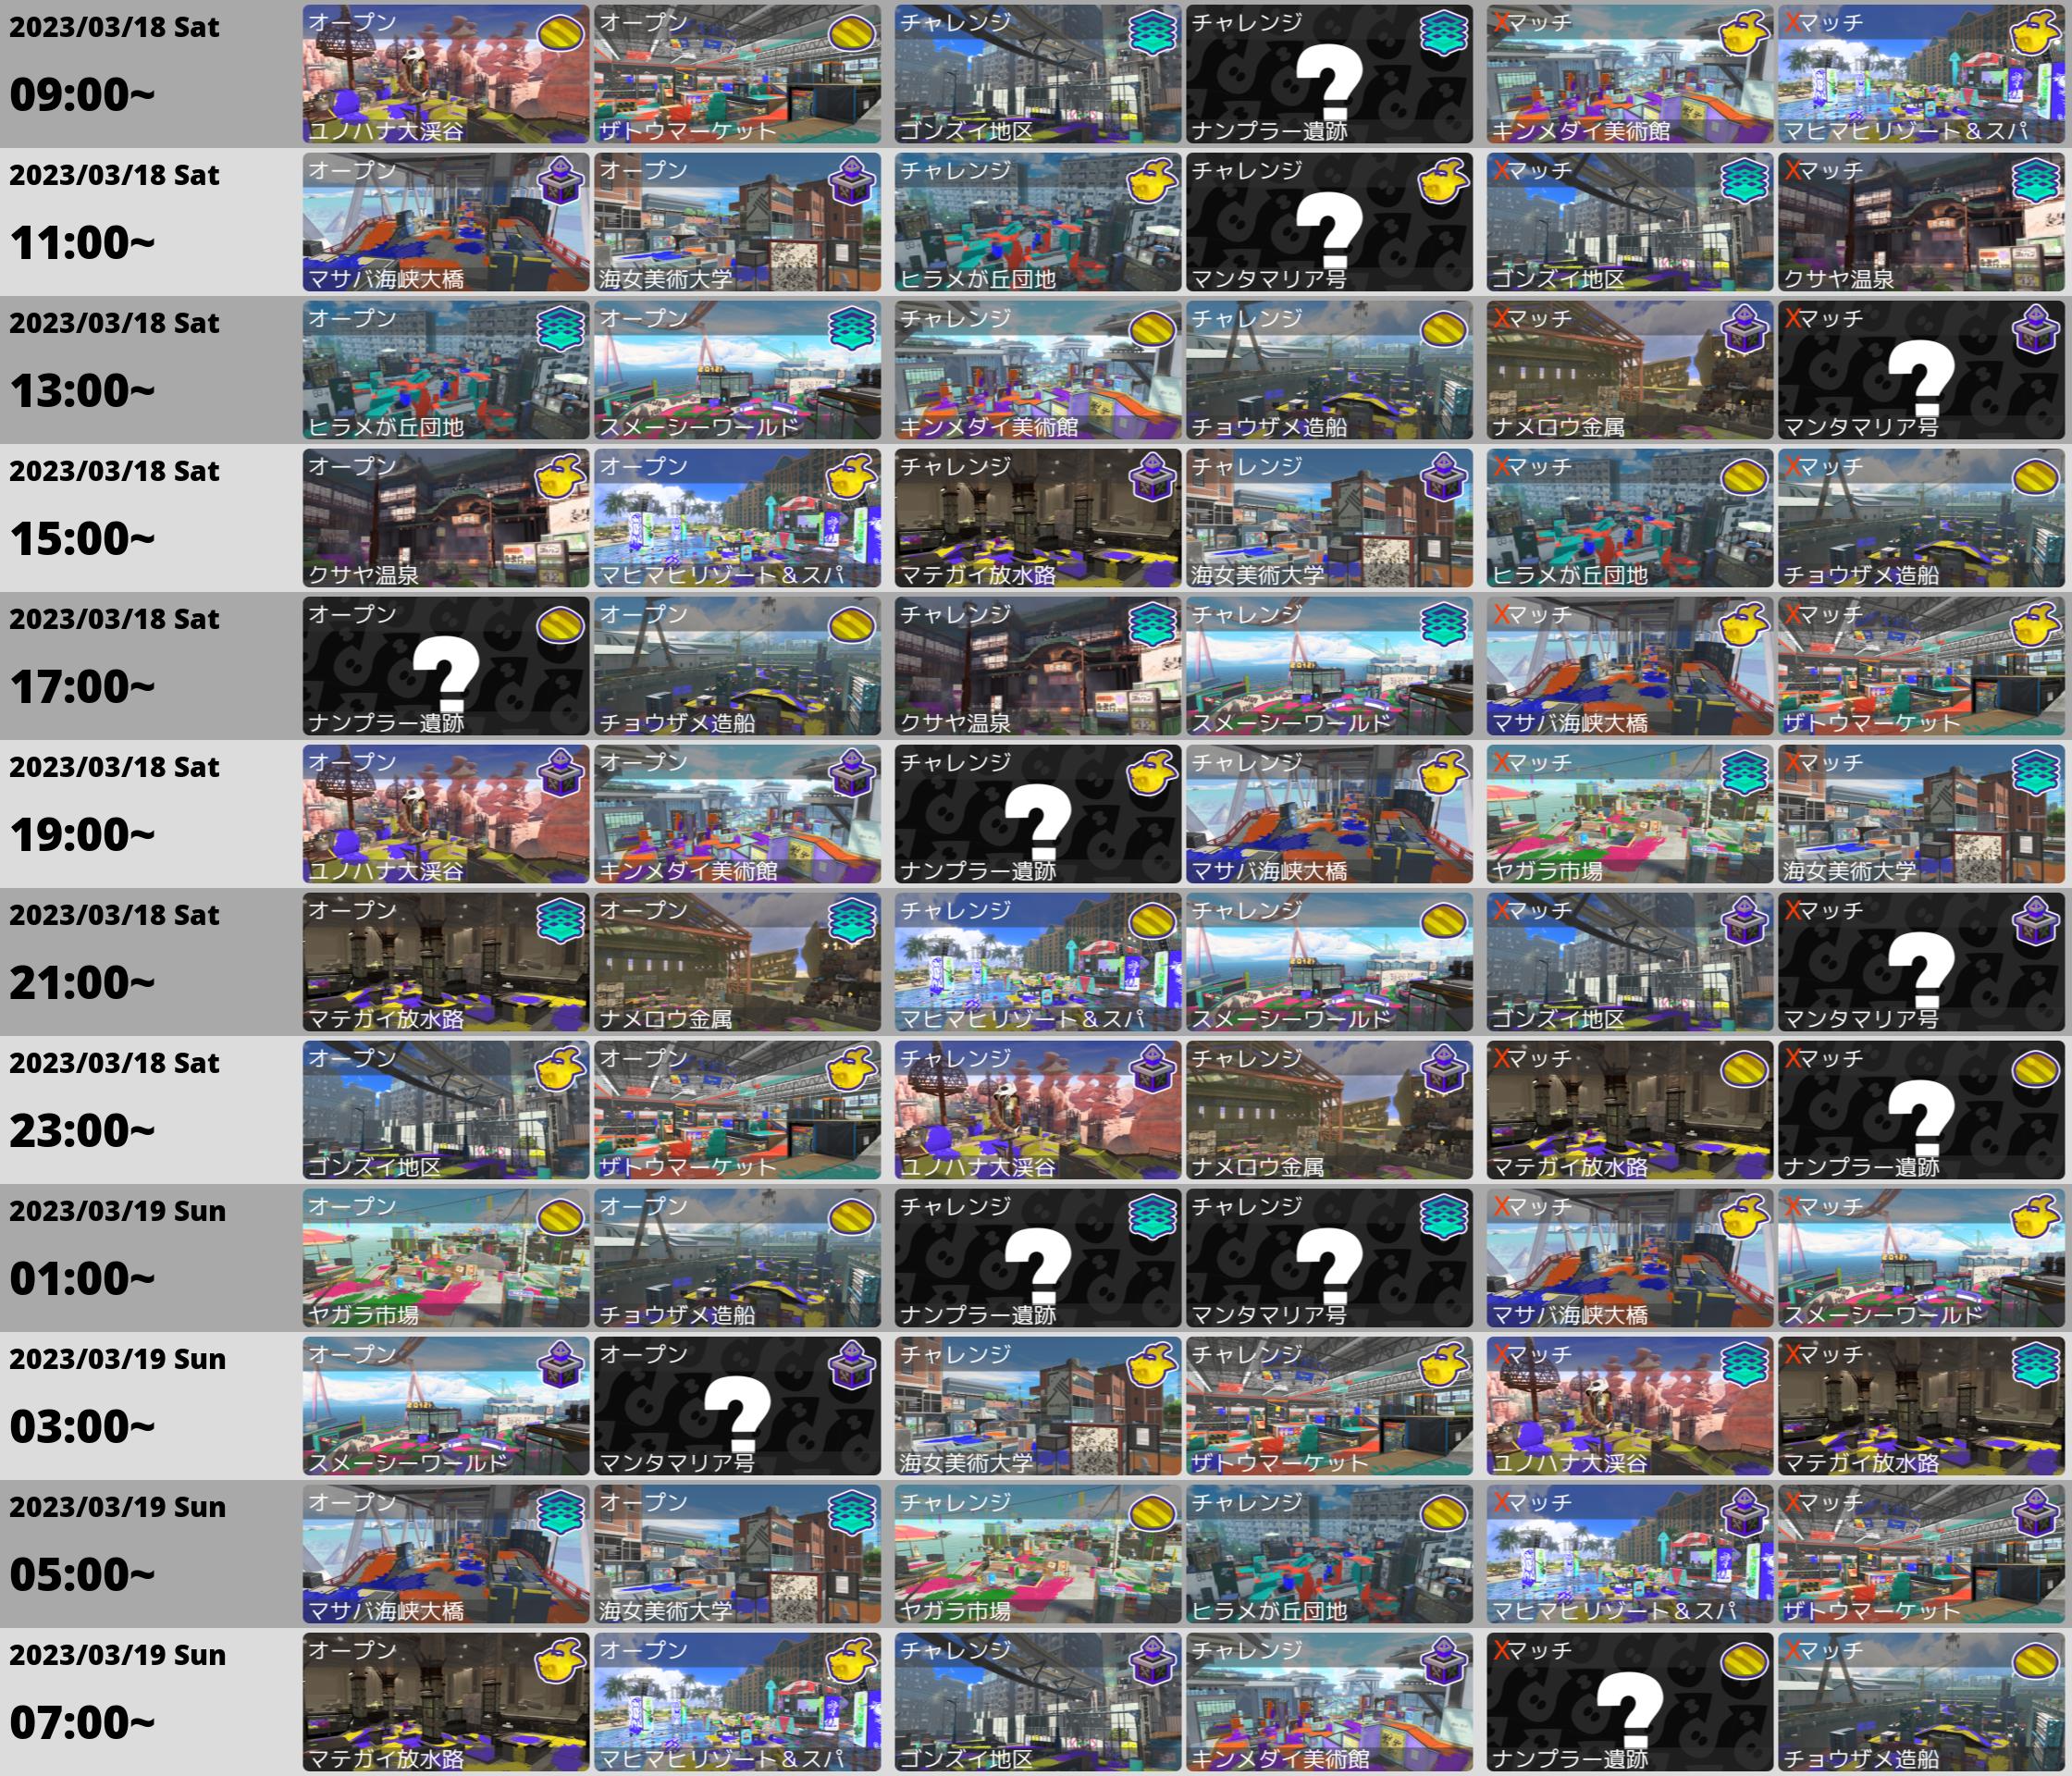 2023/03/18 Sat
09:00~
オープン オープン チャレンジ チャレンジ Xマッチ Xマッチ
ユノハナ大渓谷 ザトウマーケット ゴンズイ地区 ナンプラー遺跡 キンメダイ美術館 マヒマヒリゾート＆スパ
2023/03/18 Sat
11:00~
オープン オープン チャレンジ チャレンジ Xマッチ Xマッチ
マサバ海峡大橋 海女美術大学 ヒラメが丘団地 マンタマリア号 ゴンズイ地区 クサヤ温泉
2023/03/18 Sat
13:00~
オープン オープン チャレンジ チャレンジ Xマッチ Xマッチ
ヒラメが丘団地 スメーシーワールド キンメダイ美術館 チョウザメ造船 ナメロウ金属 マンタマリア号
2023/03/18 Sat
15:00~
オープン オープン チャレンジ チャレンジ Xマッチ Xマッチ
クサヤ温泉 マヒマヒリゾート＆スパ マテガイ放水路 海女美術大学 ヒラメが丘団地 チョウザメ造船
2023/03/18 Sat
17:00~
オープン オープン チャレンジ チャレンジ Xマッチ Xマッチ
ナンプラー遺跡 チョウザメ造船 クサヤ温泉 スメーシーワールド マサバ海峡大橋 ザトウマーケット
2023/03/18 Sat
19:00~
オープン オープン チャレンジ チャレンジ Xマッチ Xマッチ
ユノハナ大渓谷 キンメダイ美術館 ナンプラー遺跡 マサバ海峡大橋 ヤガラ市場 海女美術大学
2023/03/18 Sat
21:00~
オープン オープン チャレンジ チャレンジ Xマッチ Xマッチ
マテガイ放水路 ナメロウ金属 マヒマヒリゾート＆スパ スメーシーワールド ゴンズイ地区 マンタマリア号
2023/03/18 Sat
23:00~
オープン オープン チャレンジ チャレンジ Xマッチ Xマッチ
ゴンズイ地区 ザトウマーケット ユノハナ大渓谷 ナメロウ金属 マテガイ放水路 ナンプラー遺跡
2023/03/19 Sun
01:00~
オープン オープン チャレンジ チャレンジ Xマッチ Xマッチ
ヤガラ市場 チョウザメ造船 ナンプラー遺跡 マンタマリア号 マサバ海峡大橋 スメーシーワールド
2023/03/19 Sun
03:00~
オープン オープン チャレンジ チャレンジ Xマッチ Xマッチ
スメーシーワールド マンタマリア号 海女美術大学 ザトウマーケット ユノハナ大渓谷 マテガイ放水路
2023/03/19 Sun
05:00~
オープン オープン チャレンジ チャレンジ Xマッチ Xマッチ
マサバ海峡大橋 海女美術大学 ヤガラ市場 ヒラメが丘団地 マヒマヒリゾート＆スパ ザトウマーケット
2023/03/19 Sun
07:00~
オープン オープン チャレンジ チャレンジ Xマッチ Xマッチ
マテガイ放水路 マヒマヒリゾート＆スパ ゴンズイ地区 キンメダイ美術館 ナンプラー遺跡 チョウザメ造船